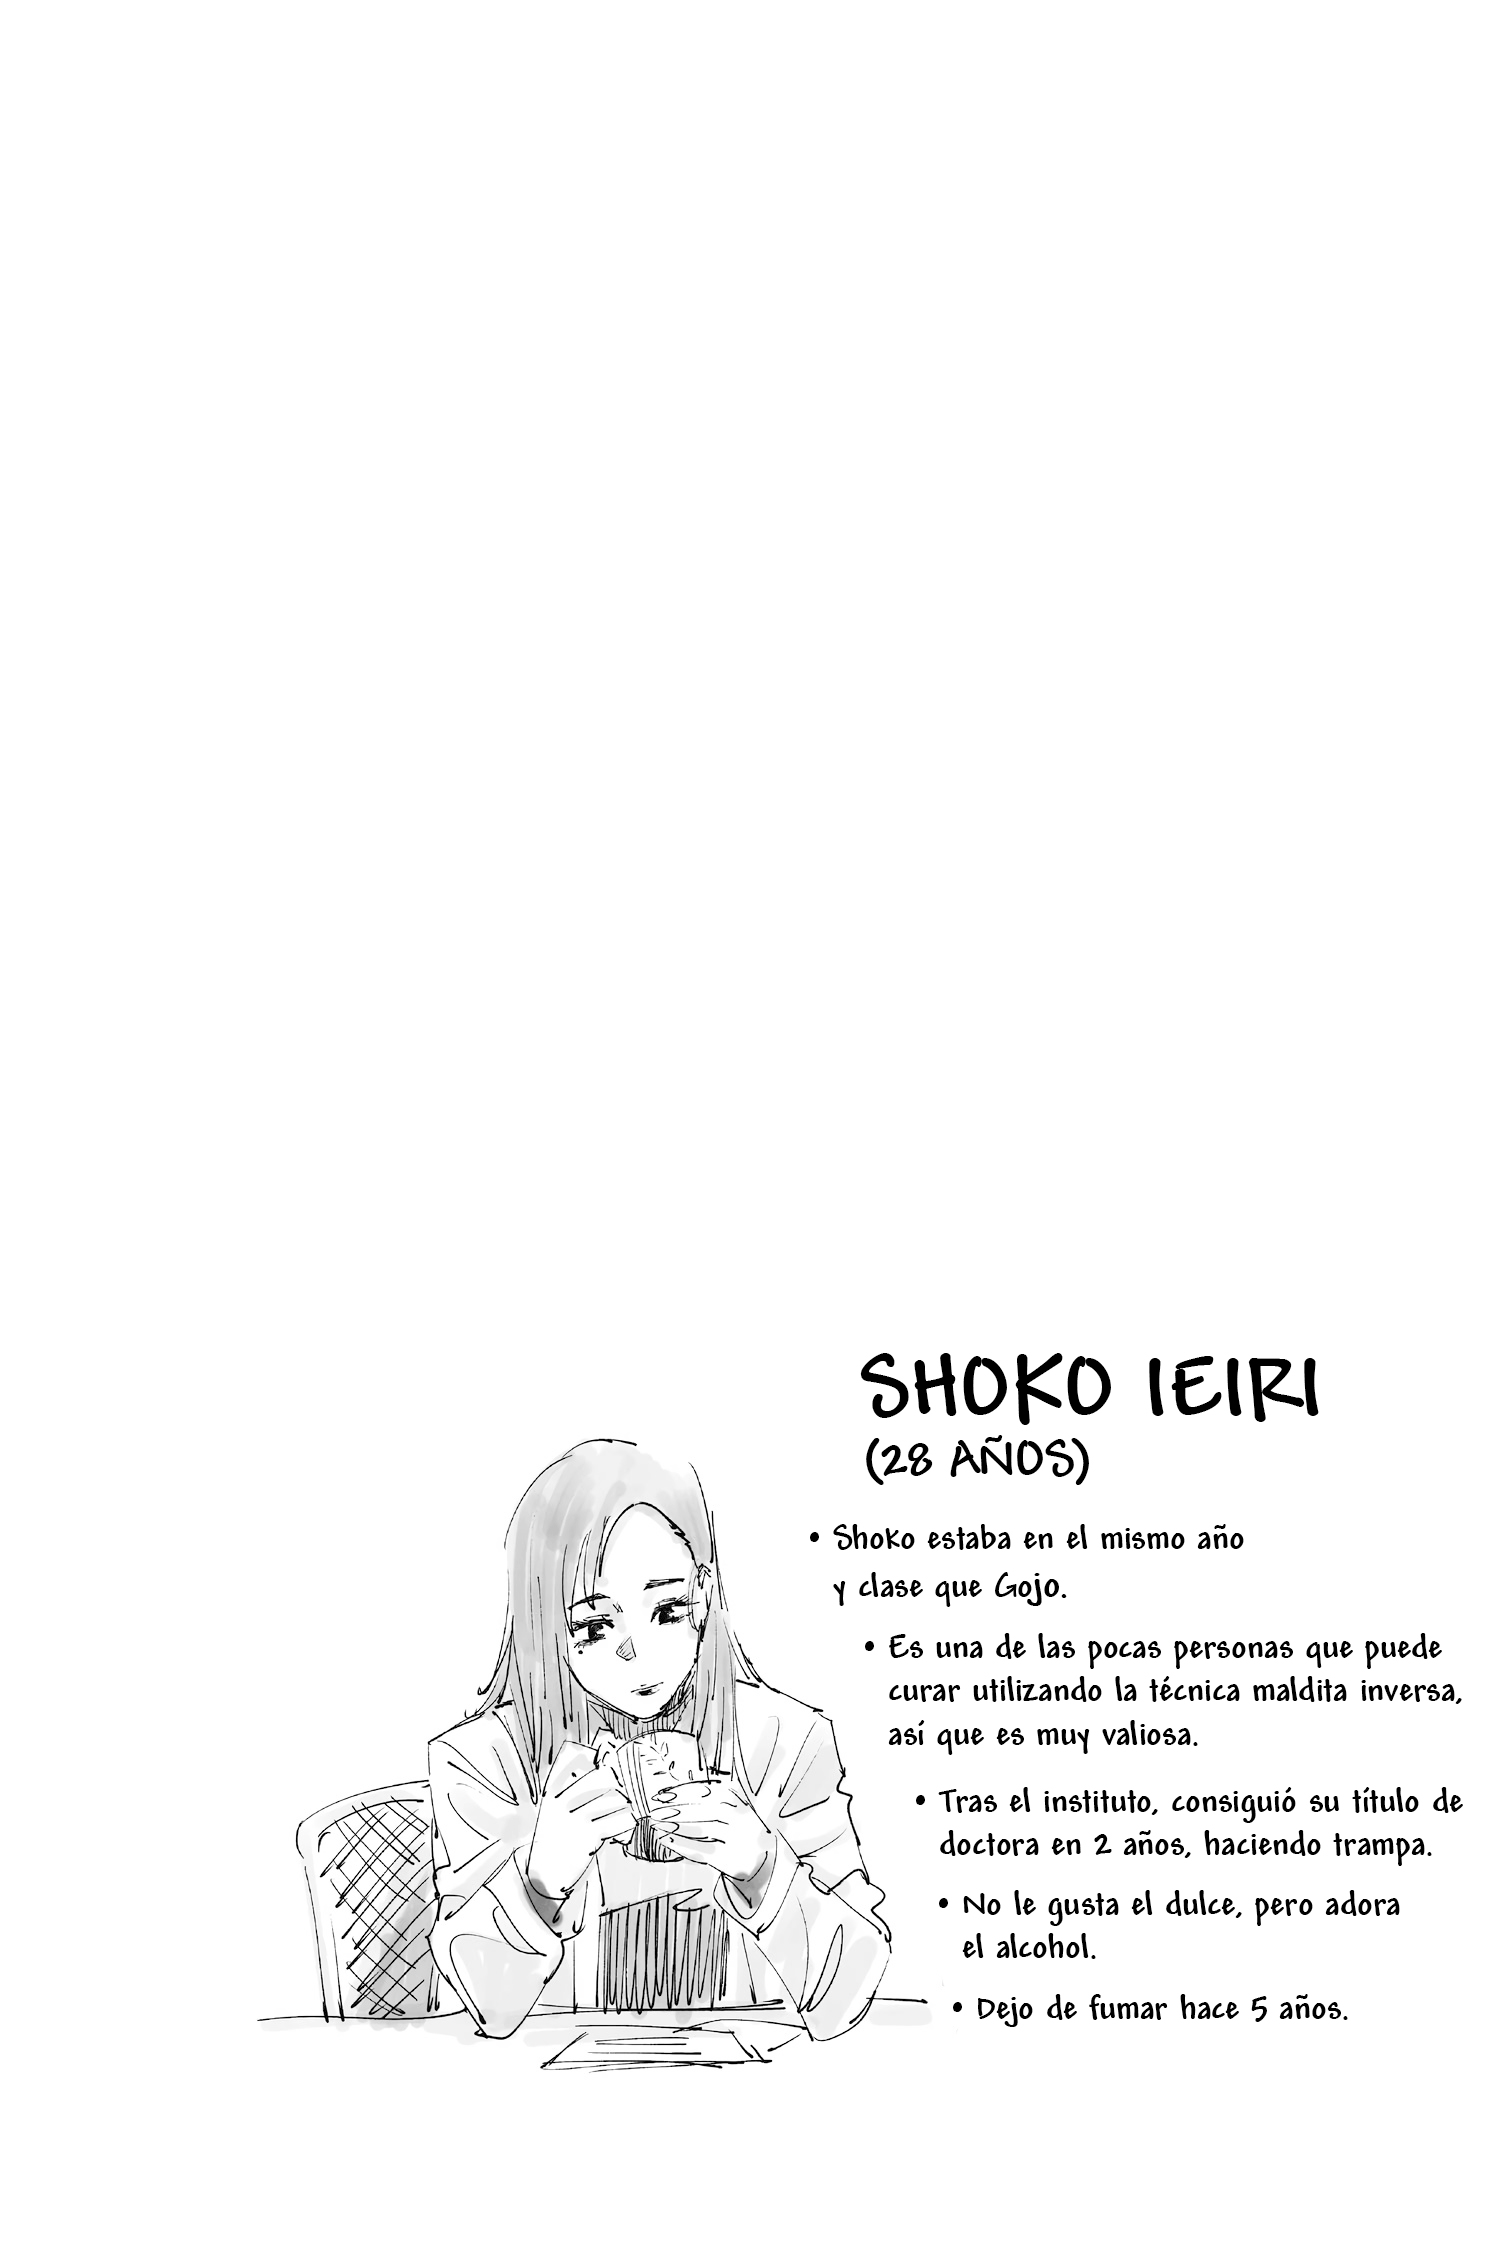 SHOKO IEIRI
(28 AÑOS)
• Shoko estaba en el mismo año
y clase que Gojo.
• Es una de las pocas personas que puede
curar utilizando la técnica maldita inversa,
así que es muy valiosa.
• Tras el instituto, consiguió su título de
doctora en 2 años, haciendo trampa.
• No le gusta el dulce, pero adora
el alcohol.
• Dejo de fumar hace 5 años.